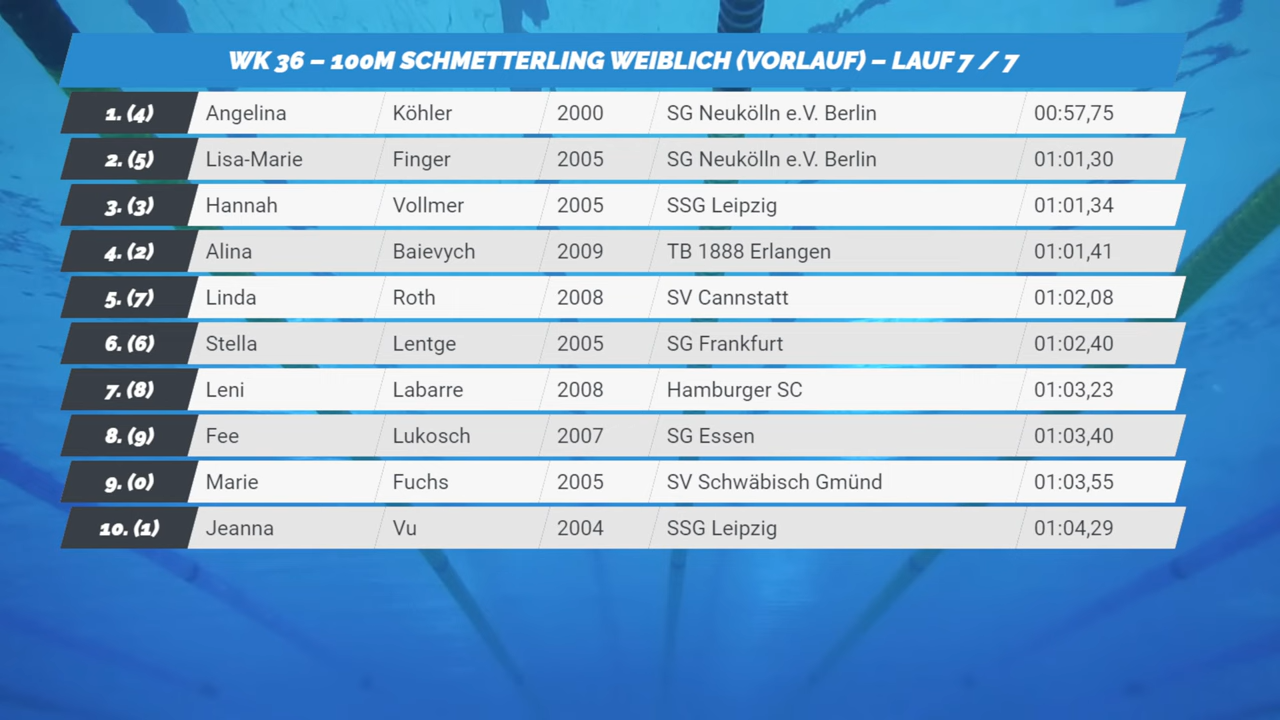 WK 36 – 100M SCHMETTERLING WEIBLICH (VORLAUF) – LAUF 7 / 7
1. (4) Angelina Köhler 2000 SG Neukölln e.V. Berlin 00:57,75
2. (5) Lisa-Marie Finger 2005 SG Neukölln e.V. Berlin 01:01,30
3. (3) Hannah Vollmer 2005 SSG Leipzig 01:01,34
4. (2) Alina Baievych 2009 TB 1888 Erlangen 01:01,41
5. (7) Linda Roth 2008 SV Cannstatt 01:02,08
6. (6) Stella Lentge 2005 SG Frankfurt 01:02,40
7. (8) Leni Labarre 2008 Hamburger SC 01:03,23
8. (9) Fee Lukosch 2007 SG Essen 01:03,40
9. (0) Marie Fuchs 2005 SV Schwäbisch Gmünd 01:03,55
10. (1) Jeanna Vu 2004 SSG Leipzig 01:04,29